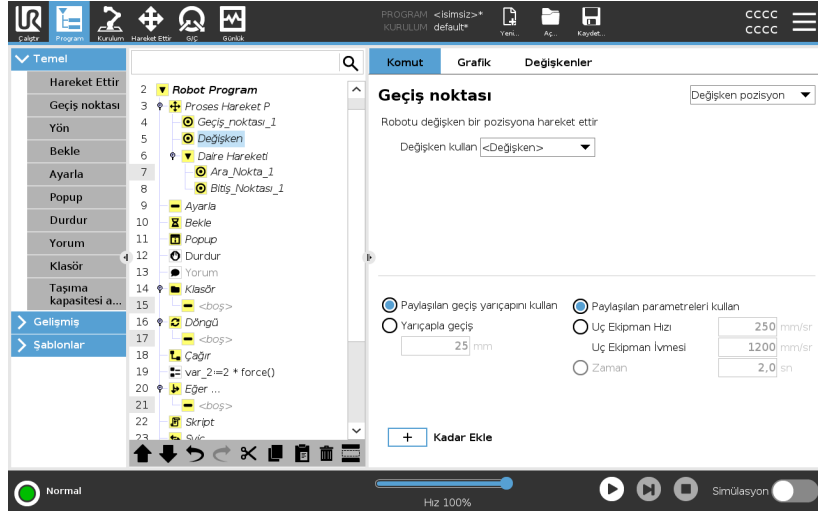 PROGRAM <isimsiz>*
KURULUM default*
Çalıştır
Program
Kurulum
Hareket Ettir
G/Ç
Günlük
Yeni...
Aç...
Kaydet...
CCCC
CCCC
Temel
Hareket Ettir
Geçiş noktası
Yön
Bekle
Ayarla
Popup
Durdur
Yorum
Klasör
Taşıma
kapasitesi a...
Gelişmiş
Şablonlar
2 Robot Program
3 Proses Hareket P
4 Geçiş_noktası_1
5 Değişken
6 Daire Hareketi
7 Ara_Nokta_1
8 Bitiş_Noktası_1
9 Ayarla
10 Bekle
11 Popup
12 Durdur
13 Yorum
14 Klasör
15 <boş>
16 Döngü
17 <boş>
18 Çağır
19 var_2:=2 * force()
20 Eğer ...
21 <boş>
22 Skript
23 Sviç
Komut
Grafik
Değişkenler
Geçiş noktası
Değişken pozisyon
Robotu değişken bir pozisyona hareket ettir
Değişken kullan <Değişken>
Paylaşılan geçiş yarıçapını kullan
Yarıçapla geçiş
25 mm
Paylaşılan parametreleri kullan
Uç Ekipman Hızı 250 mm/sn
Uç Ekipman İvmesi 1200 mm/sn
Zaman 2,0 sn
+ Kadar Ekle
Normal
Hız 100%
Simülasyon